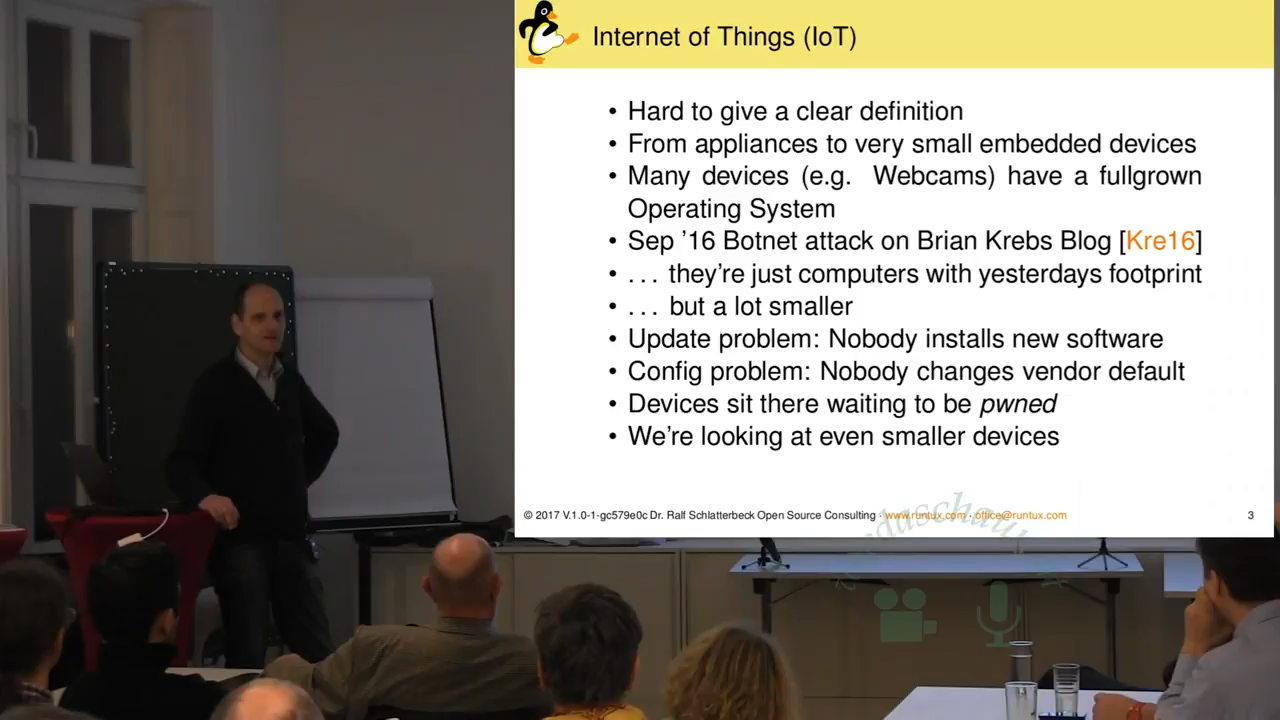 Internet of Things (IoT)
• Hard to give a clear definition
• From appliances to very small embedded devices
• Many devices (e.g. Webcams) have a fullgrown
Operating System
• Sep ’16 Botnet attack on Brian Krebs Blog [Kre16]
• . . . they’re just computers with yesterdays footprint
• . . . but a lot smaller
• Update problem: Nobody installs new software
• Config problem: Nobody changes vendor default
• Devices sit there waiting to be pwned
• We’re looking at even smaller devices
© 2017 V.1.0-1-gc579e0c Dr. Ralf Schlatterbeck Open Source Consulting · www.runtux.com · office@runtux.com
3